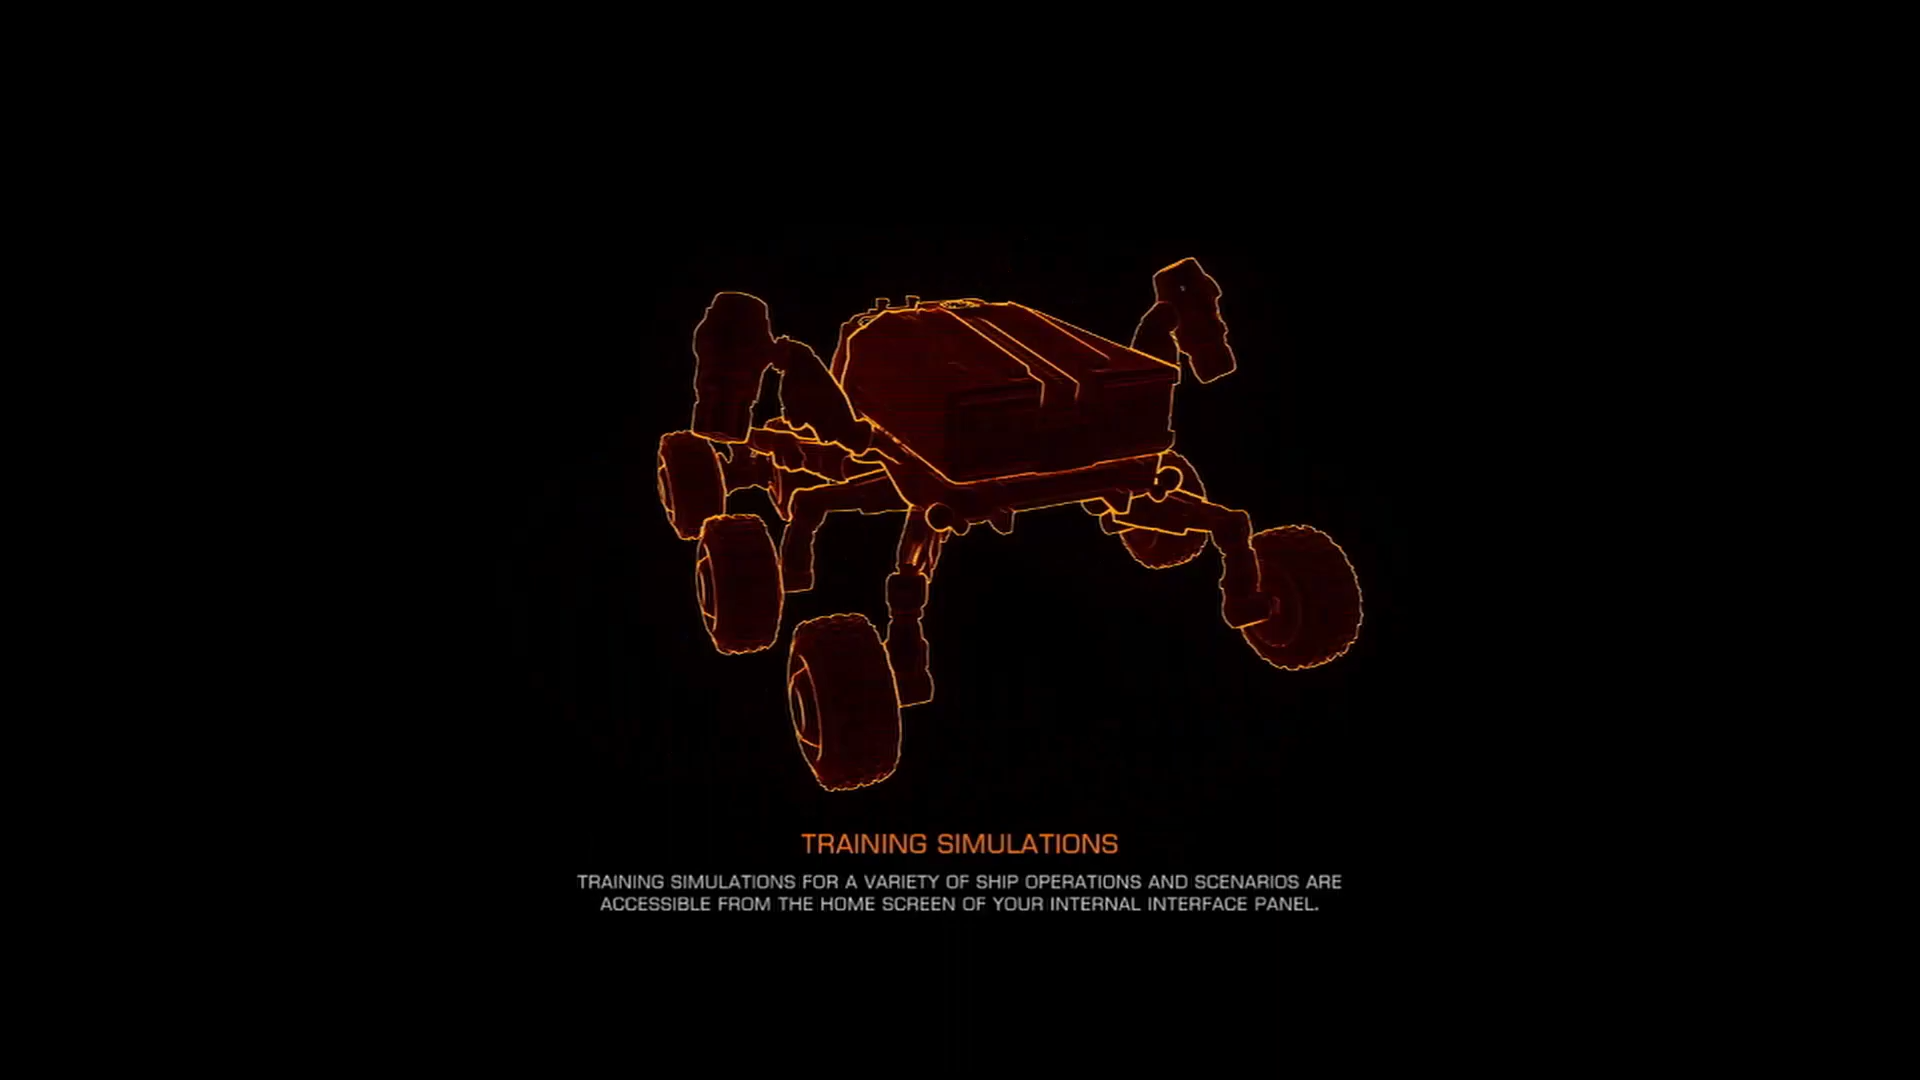 TRAINING SIMULATIONS
TRAINING SIMULATIONS FOR A VARIETY OF SHIP OPERATIONS AND SCENARIOS ARE
ACCESSIBLE FROM THE HOME SCREEN OF YOUR INTERNAL INTERFACE PANEL.